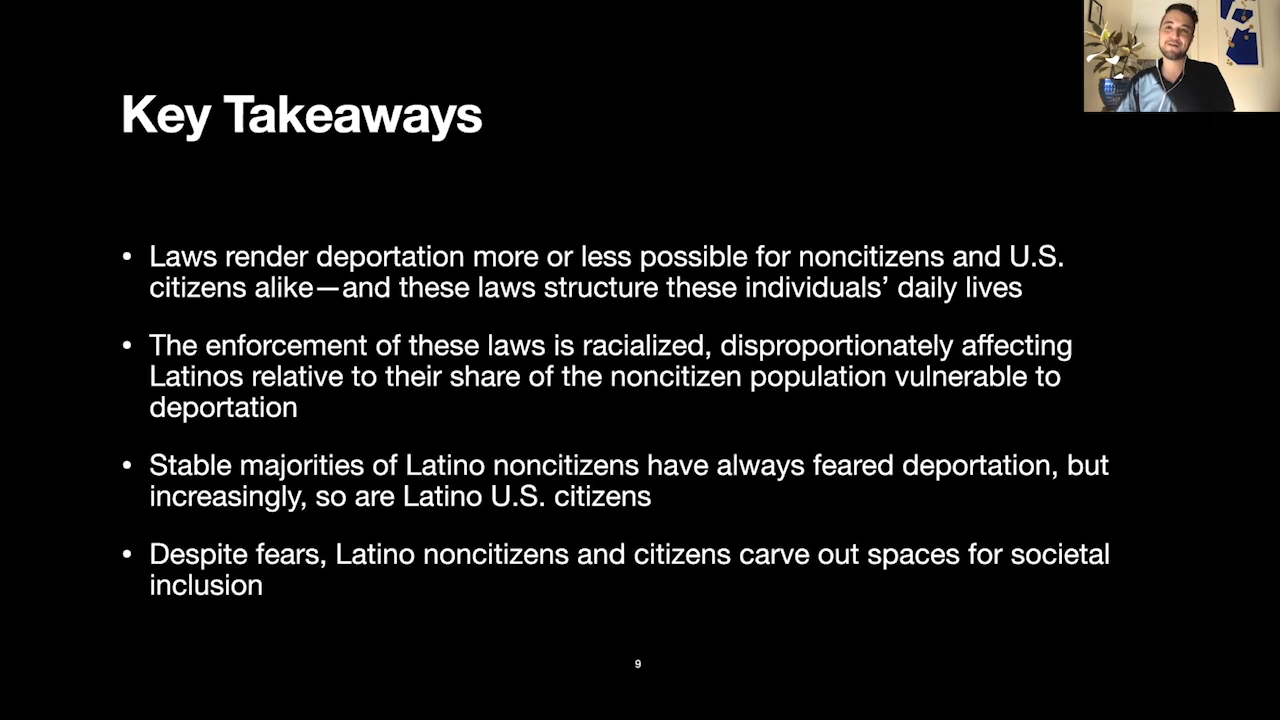 Key Takeaways
• Laws render deportation more or less possible for noncitizens and U.S.
citizens alike—and these laws structure these individuals’ daily lives
• The enforcement of these laws is racialized, disproportionately affecting
Latinos relative to their share of the noncitizen population vulnerable to
deportation
• Stable majorities of Latino noncitizens have always feared deportation, but
increasingly, so are Latino U.S. citizens
• Despite fears, Latino noncitizens and citizens carve out spaces for societal
inclusion
9